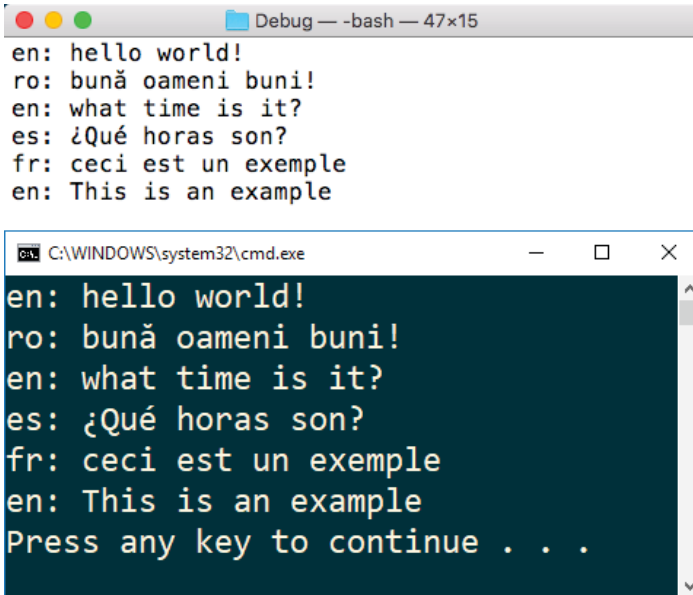 Debug — -bash — 47×15
en: hello world!
ro: bună oameni buni!
en: what time is it?
es: ¿Qué horas son?
fr: ceci est un exemple
en: This is an example
C:\WINDOWS\system32\cmd.exe
en: hello world!
ro: bună oameni buni!
en: what time is it?
es: ¿Qué horas son?
fr: ceci est un exemple
en: This is an example
Press any key to continue . . .